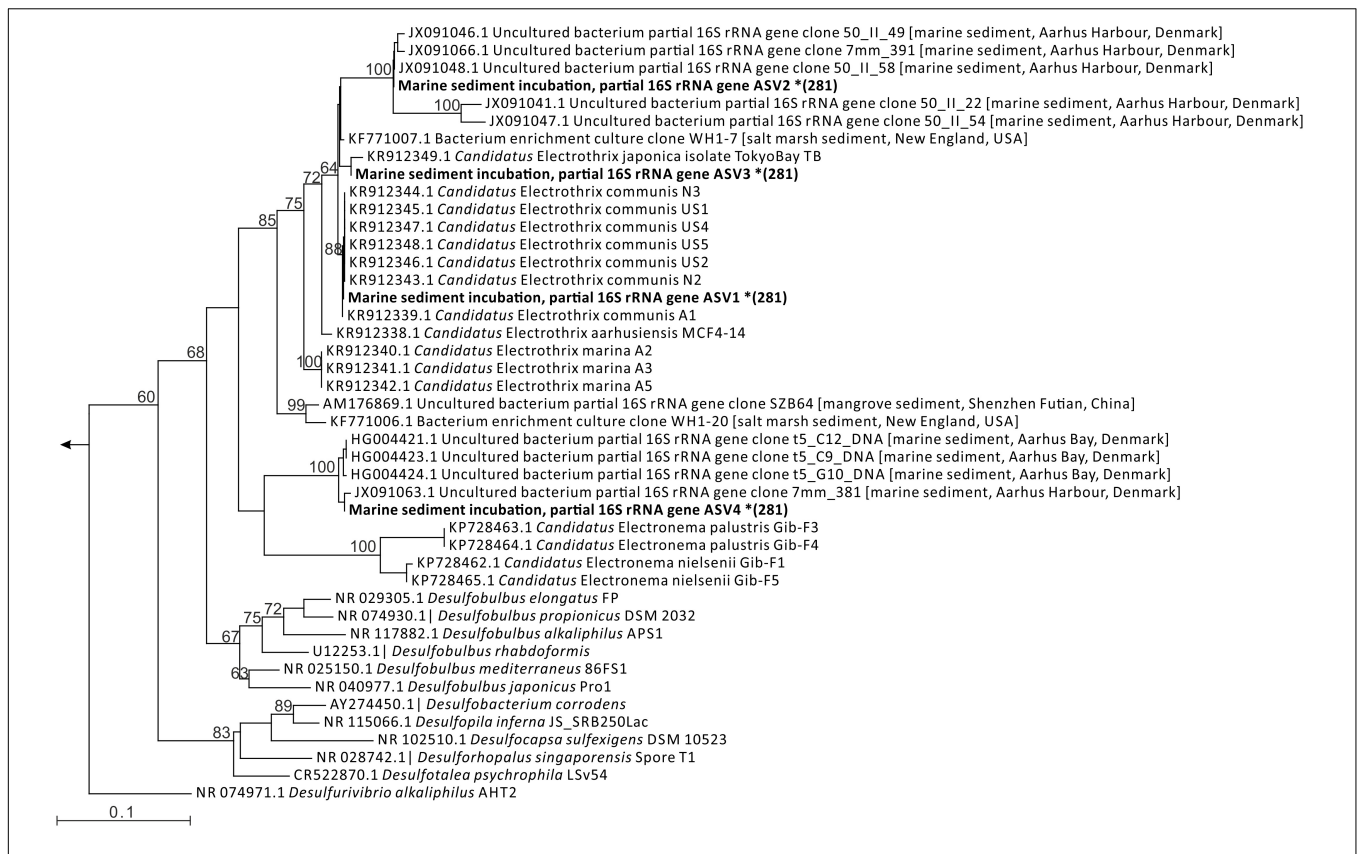 JX091046.1 Uncultured bacterium partial 16S rRNA gene clone 50_II_49 [marine sediment, Aarhus Harbour, Denmark]
JX091066.1 Uncultured bacterium partial 16S rRNA gene clone 7mm_391 [marine sediment, Aarhus Harbour, Denmark]
100 JX091048.1 Uncultured bacterium partial 16S rRNA gene clone 50_II_58 [marine sediment, Aarhus Harbour, Denmark]
Marine sediment incubation, partial 16S rRNA gene ASV2 *(281)
100 JX091041.1 Uncultured bacterium partial 16S rRNA gene clone 50_II_22 [marine sediment, Aarhus Harbour, Denmark]
JX091047.1 Uncultured bacterium partial 16S rRNA gene clone 50_II_54 [marine sediment, Aarhus Harbour, Denmark]
KF771007.1 Bacterium enrichment culture clone WH1-7 [salt marsh sediment, New England, USA]
KR912349.1 Candidatus Electrothrix japonica isolate TokyoBay TB
64
72 Marine sediment incubation, partial 16S rRNA gene ASV3 *(281)
KR912344.1 Candidatus Electrothrix communis N3
75 KR912345.1 Candidatus Electrothrix communis US1
85 KR912347.1 Candidatus Electrothrix communis US4
88 KR912348.1 Candidatus Electrothrix communis US5
KR912346.1 Candidatus Electrothrix communis US2
KR912343.1 Candidatus Electrothrix communis N2
Marine sediment incubation, partial 16S rRNA gene ASV1 *(281)
KR912339.1 Candidatus Electrothrix communis A1
KR912338.1 Candidatus Electrothrix aarhusiensis MCF4-14
68 KR912340.1 Candidatus Electrothrix marina A2
100 KR912341.1 Candidatus Electrothrix marina A3
KR912342.1 Candidatus Electrothrix marina A5
60 99 AM176869.1 Uncultured bacterium partial 16S rRNA gene clone SZB64 [mangrove sediment, Shenzhen Futian, China]
KF771006.1 Bacterium enrichment culture clone WH1-20 [salt marsh sediment, New England, USA]
HG004421.1 Uncultured bacterium partial 16S rRNA gene clone t5_C12_DNA [marine sediment, Aarhus Bay, Denmark]
HG004423.1 Uncultured bacterium partial 16S rRNA gene clone t5_C9_DNA [marine sediment, Aarhus Bay, Denmark]
100 HG004424.1 Uncultured bacterium partial 16S rRNA gene clone t5_G10_DNA [marine sediment, Aarhus Bay, Denmark]
JX091063.1 Uncultured bacterium partial 16S rRNA gene clone 7mm_381 [marine sediment, Aarhus Harbour, Denmark]
Marine sediment incubation, partial 16S rRNA gene ASV4 *(281)
KP728463.1 Candidatus Electronema palustris Gib-F3
100 KP728464.1 Candidatus Electronema palustris Gib-F4
KP728462.1 Candidatus Electronema nielsenii Gib-F1
KP728465.1 Candidatus Electronema nielsenii Gib-F5
NR 029305.1 Desulfobulbus elongatus FP
72 NR 074930.1| Desulfobulbus propionicus DSM 2032
75
67 NR 117882.1 Desulfobulbus alkaliphilus APS1
U12253.1| Desulfobulbus rhabdoformis
63 NR 025150.1 Desulfobulbus mediterraneus 86FS1
NR 040977.1 Desulfobulbus japonicus Pro1
89 AY274450.1| Desulfobacterium corrodens
NR 115066.1 Desulfopila inferna JS_SRB250Lac
83 NR 102510.1 Desulfocapsa sulfexigens DSM 10523
NR 028742.1| Desulforhopalus singaporensis Spore T1
CR522870.1 Desulfotalea psychrophila LSv54
NR 074971.1 Desulfurivibrio alkaliphilus AHT2
0.1